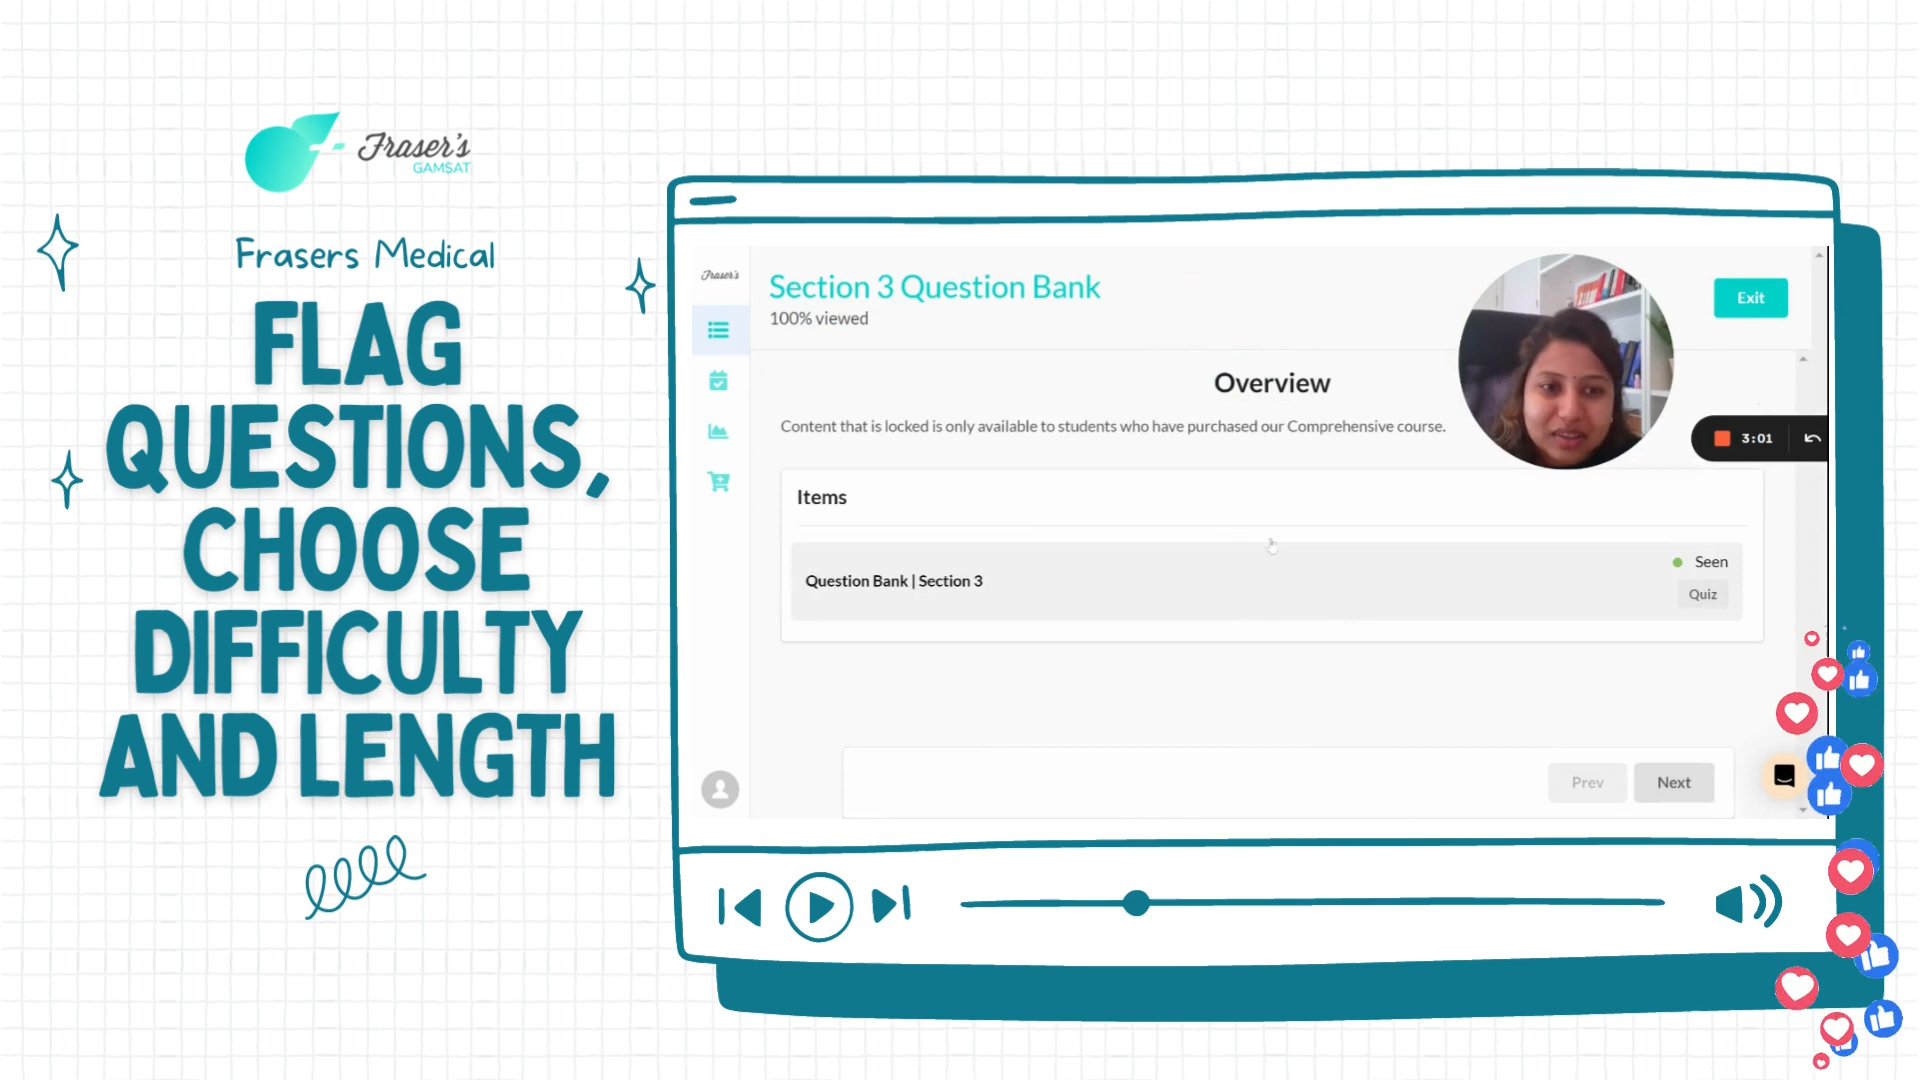 Fraser's
GAMSAT
Frasers Medical
FLAG
QUESTIONS,
CHOOSE
DIFFICULTY
AND LENGTH
Fraser's
Section 3 Question Bank
100% viewed
Exit
Overview
Content that is locked is only available to students who have purchased our Comprehensive course.
3:01
Items
Question Bank | Section 3
Seen
Quiz
Prev
Next